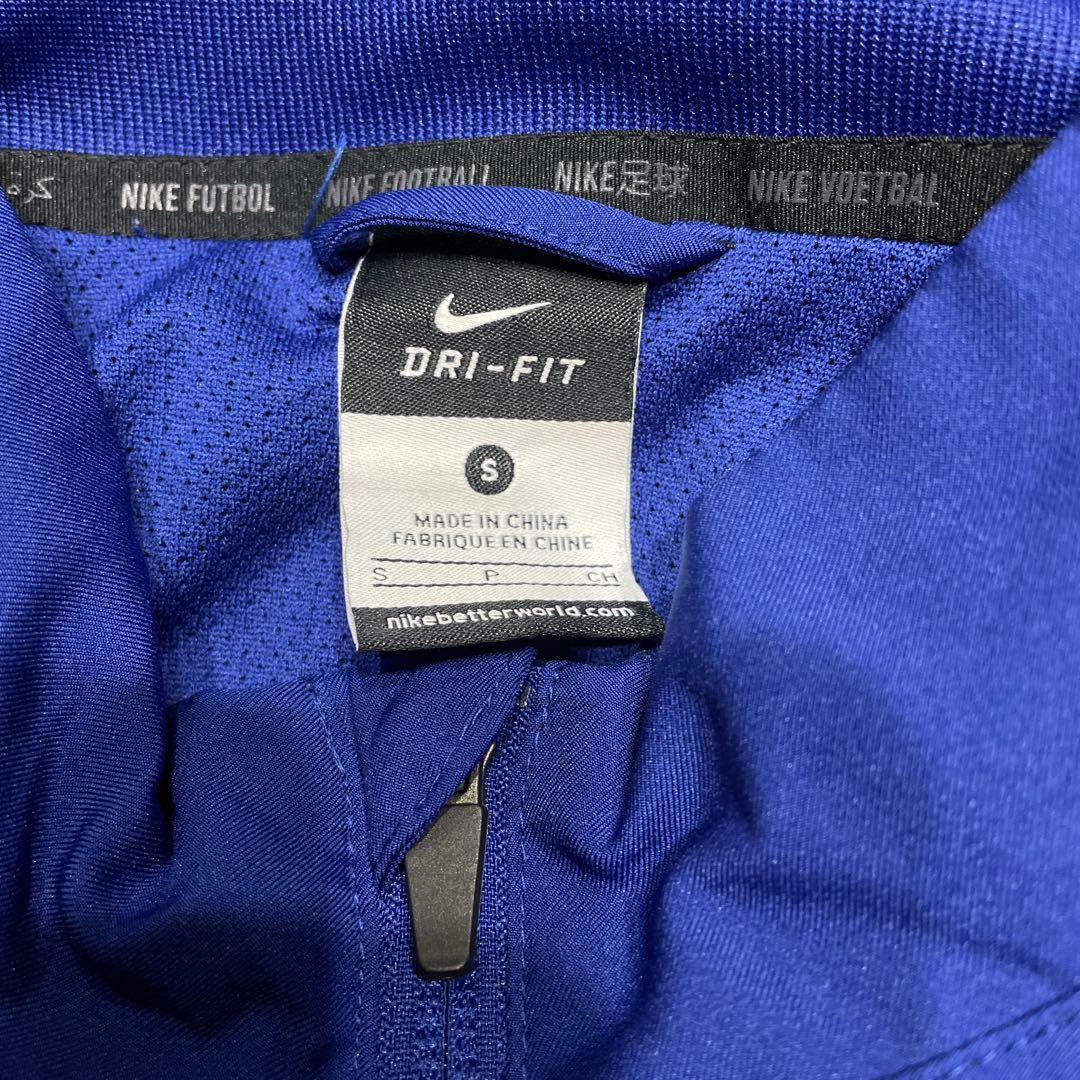 NIKE FUTBOL NIKE FOOTBALL NIKE足球 NIKE VOETBAL
DRI-FIT
S
MADE IN CHINA
FABRIQUE EN CHINE
S P CH
nikebetterworld.com